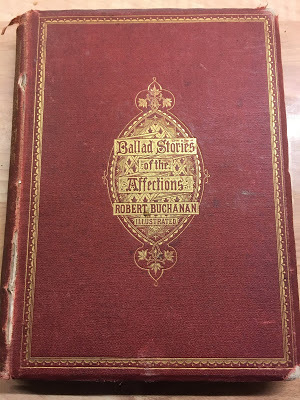 Ballad Stories
of the
Affections
ROBERT BUCHANAN
ILLUSTRATED